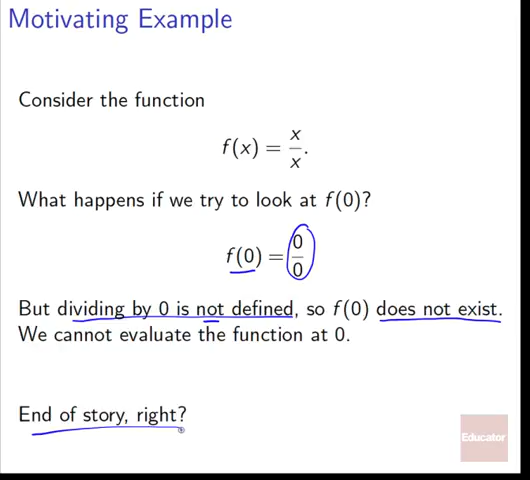 Motivating Example
Consider the function
f(x) = x/x.
What happens if we try to look at f(0)?
f(0) = 0/0
But dividing by 0 is not defined, so f(0) does not exist.
We cannot evaluate the function at 0.
End of story, right?
Educator